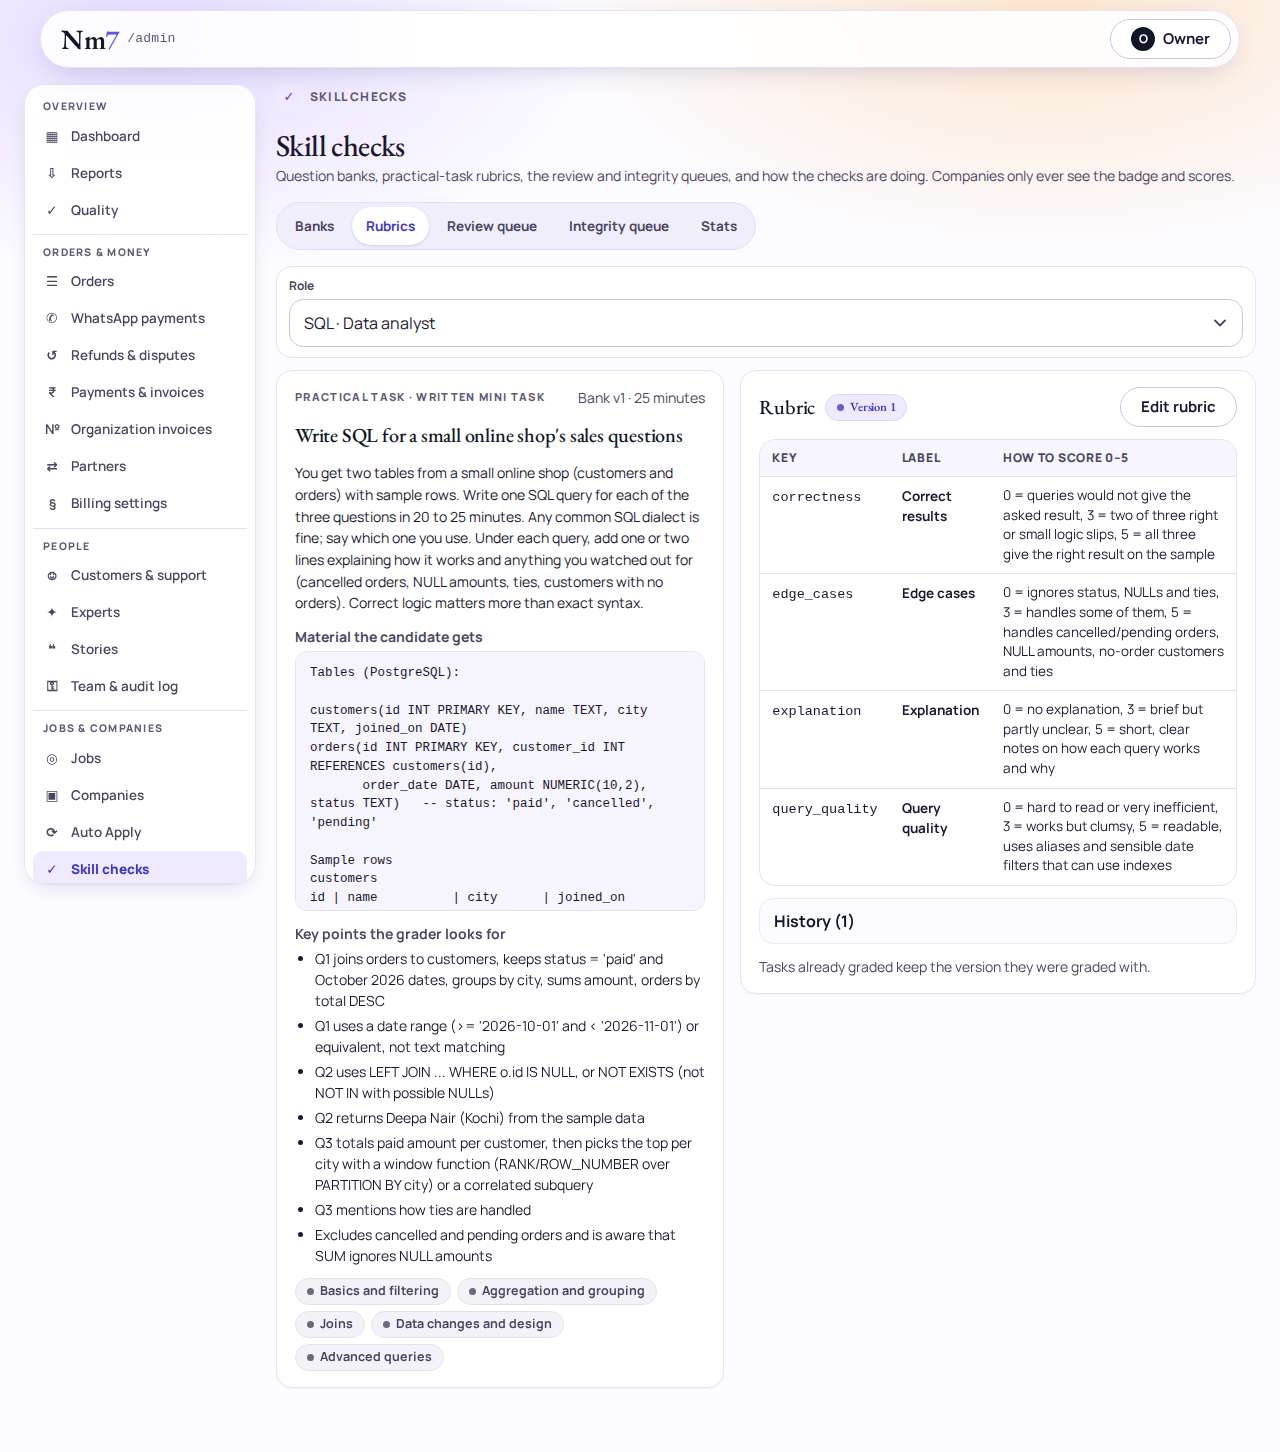 Nm7 /admin
O Owner
OVERVIEW
Dashboard
Reports
Quality
ORDERS & MONEY
Orders
WhatsApp payments
Refunds & disputes
₹ Payments & invoices
Nº Organization invoices
Partners
§ Billing settings
PEOPLE
Customers & support
Experts
Stories
Team & audit log
JOBS & COMPANIES
Jobs
Companies
Auto Apply
✓ Skill checks
✓ SKILL CHECKS
Skill checks
Question banks, practical-task rubrics, the review and integrity queues, and how the checks are doing. Companies only ever see the badge and scores.
Banks Rubrics Review queue Integrity queue Stats
Role
SQL · Data analyst
PRACTICAL TASK · WRITTEN MINI TASK Bank v1 · 25 minutes
Write SQL for a small online shop's sales questions
You get two tables from a small online shop (customers and
orders) with sample rows. Write one SQL query for each of the
three questions in 20 to 25 minutes. Any common SQL dialect is
fine; say which one you use. Under each query, add one or two
lines explaining how it works and anything you watched out for
(cancelled orders, NULL amounts, ties, customers with no
orders). Correct logic matters more than exact syntax.
Material the candidate gets
Tables (PostgreSQL):
customers(id INT PRIMARY KEY, name TEXT, city
TEXT, joined_on DATE)
orders(id INT PRIMARY KEY, customer_id INT
REFERENCES customers(id),
order_date DATE, amount NUMERIC(10,2),
status TEXT) -- status: 'paid', 'cancelled',
'pending'
Sample rows
customers
id | name | city | joined_on
Key points the grader looks for
• Q1 joins orders to customers, keeps status = 'paid' and
October 2026 dates, groups by city, sums amount, orders by
total DESC
• Q1 uses a date range (>= '2026-10-01' and < '2026-11-01') or
equivalent, not text matching
• Q2 uses LEFT JOIN ... WHERE o.id IS NULL, or NOT EXISTS (not
NOT IN with possible NULLs)
• Q2 returns Deepa Nair (Kochi) from the sample data
• Q3 totals paid amount per customer, then picks the top per
city with a window function (RANK/ROW_NUMBER over
PARTITION BY city) or a correlated subquery
• Q3 mentions how ties are handled
• Excludes cancelled and pending orders and is aware that
SUM ignores NULL amounts
Basics and filtering Aggregation and grouping
Joins Data changes and design
Advanced queries
Rubric Version 1 Edit rubric
KEY LABEL HOW TO SCORE 0–5
correctness Correct results
0 = queries would not give the
asked result, 3 = two of three right
or small logic slips, 5 = all three
give the right result on the sample
edge_cases Edge cases
0 = ignores status, NULLs and ties,
3 = handles some of them, 5 =
handles cancelled/pending orders,
NULL amounts, no-order customers
and ties
explanation Explanation
0 = no explanation, 3 = brief but
partly unclear, 5 = short, clear
notes on how each query works
and why
query_quality Query quality
0 = hard to read or very inefficient,
3 = works but clumsy, 5 = readable,
uses aliases and sensible date
filters that can use indexes
History (1)
Tasks already graded keep the version they were graded with.